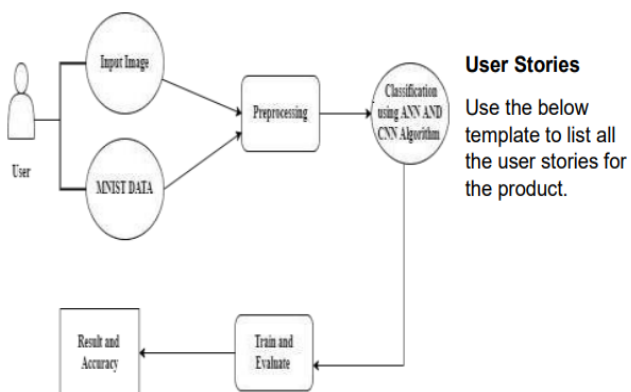 Input Image
User
MNIST DATA
Preprocessing
Classification
using ANN AND
CNN Algorithm
Train and
Evaluate
Result and
Accuracy
User Stories
Use the below
template to list all
the user stories for
the product.